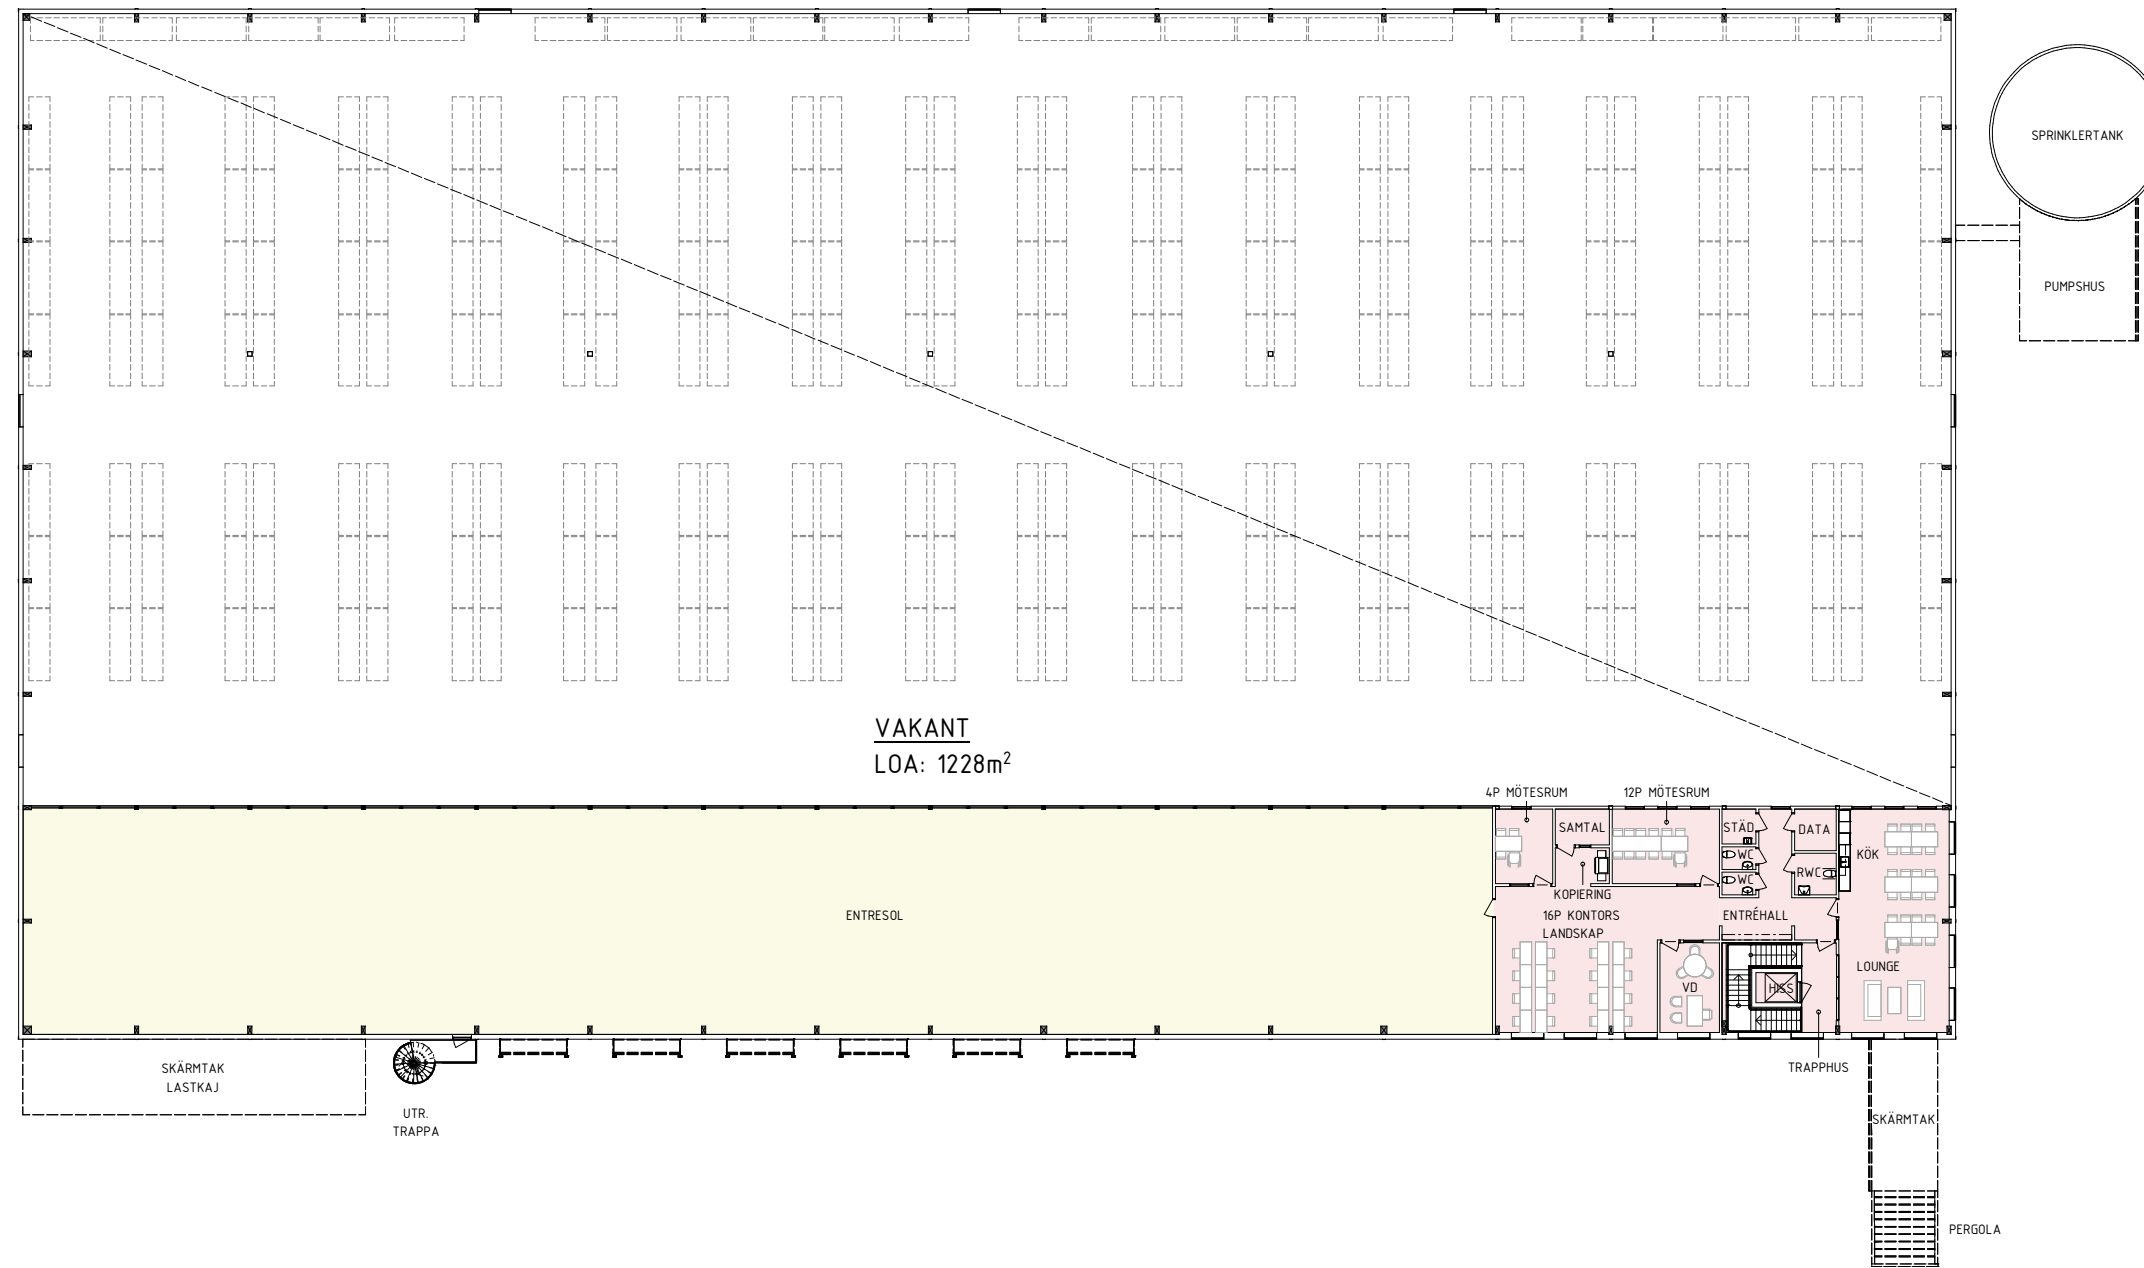 SPRINKLERTANK
PUMPSHUS
VAKANT
LOA: 1228m²
4P MÖTESRUM
12P MÖTESRUM
SAMTAL
STÄD
DATA
WC
KÖK
WC
RWC
KOPIERING
ENTRESOL
16P KONTORS
LANDSKAP
ENTRÉHALL
LOUNGE
VD
HISS
SKÄRMTAK
LASTKAJ
TRAPPHUS
UTR.
TRAPPA
SKÄRMTAK
PERGOLA